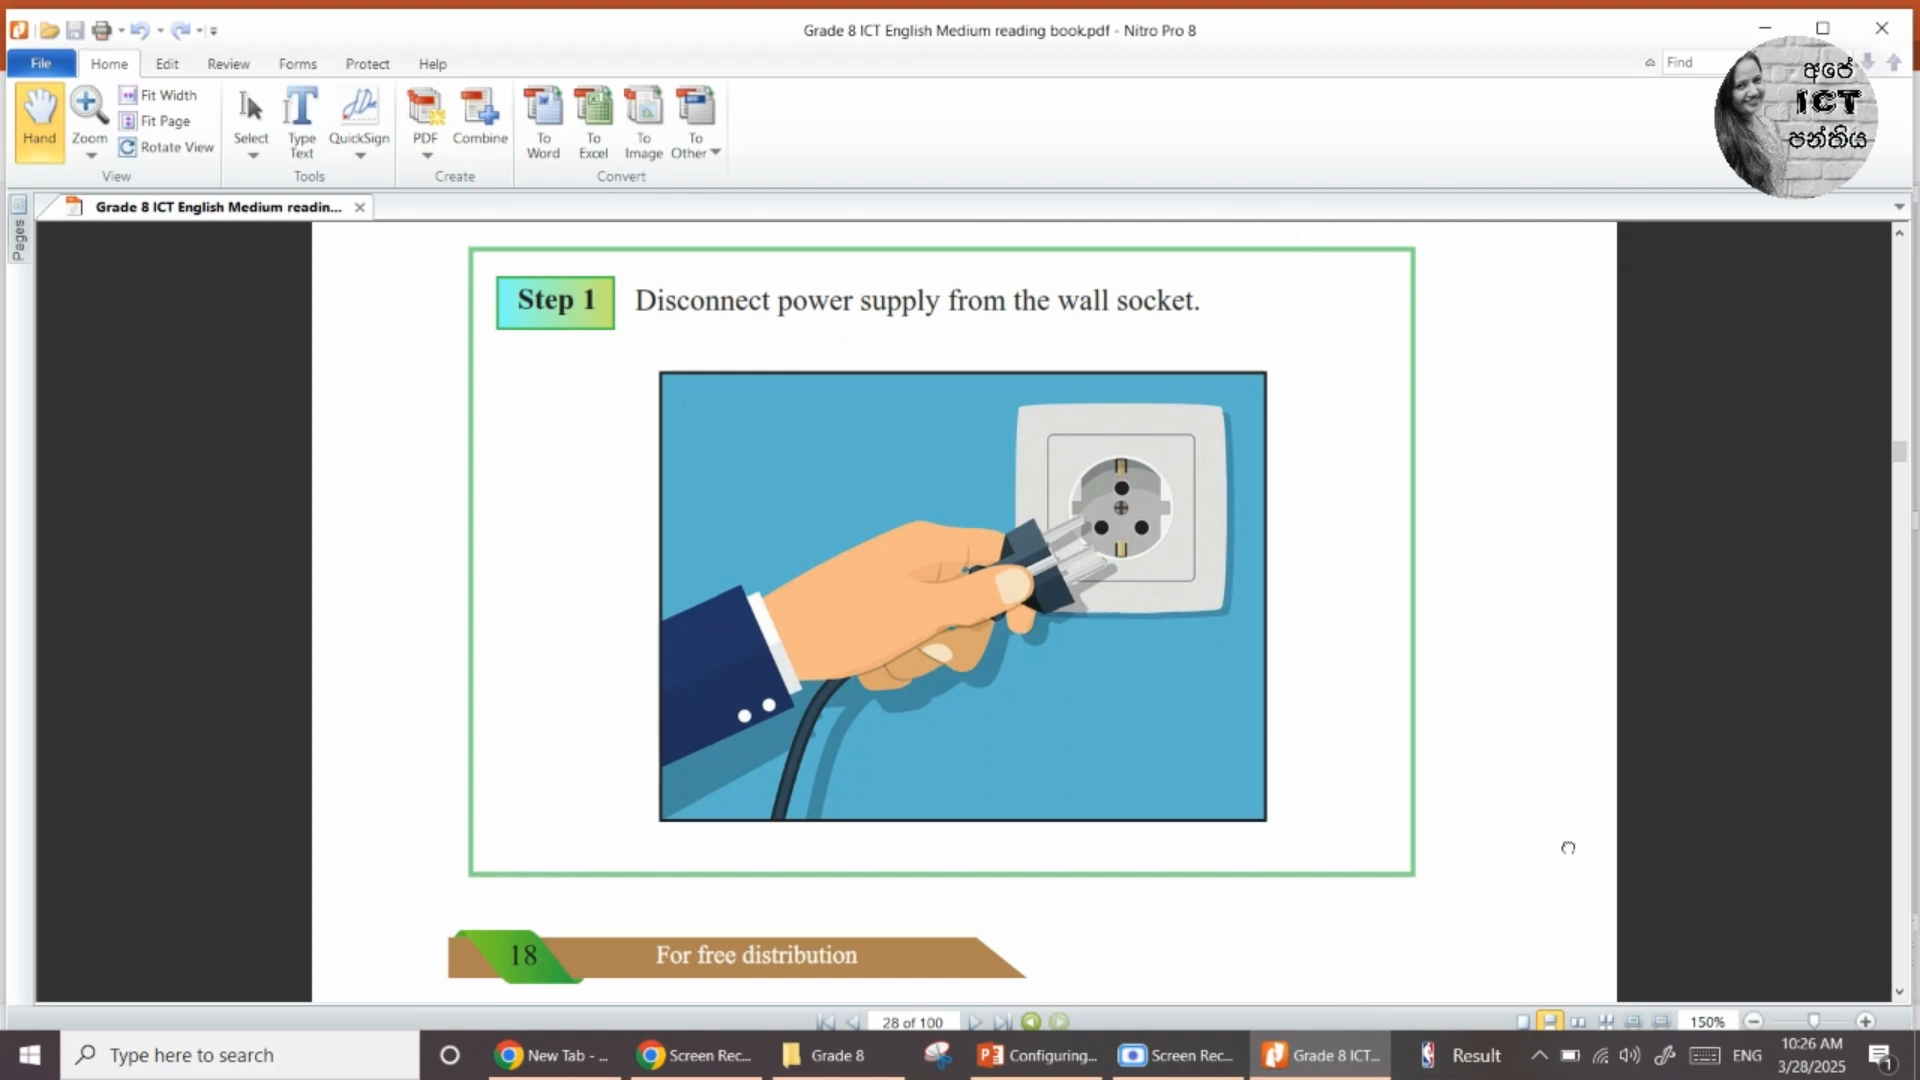 Grade 8 ICT English Medium reading book.pdf - Nitro Pro 8
File Home Edit Review Forms Protect Help
Find
අපේ
ICT
පන්තිය
Hand
Zoom
Fit Width
Fit Page
Rotate View
View
Select
Type Text
QuickSign
Tools
PDF
Combine
Create
To Word
To Excel
To Image
To Other
Convert
Grade 8 ICT English Medium readin...
Pages
Step 1 Disconnect power supply from the wall socket.
18 For free distribution
28 of 100
150%
Type here to search
New Tab - ...
Screen Rec...
Grade 8
Configuring...
Screen Rec...
Grade 8 ICT...
Result
ENG
10:26 AM
3/28/2025
1